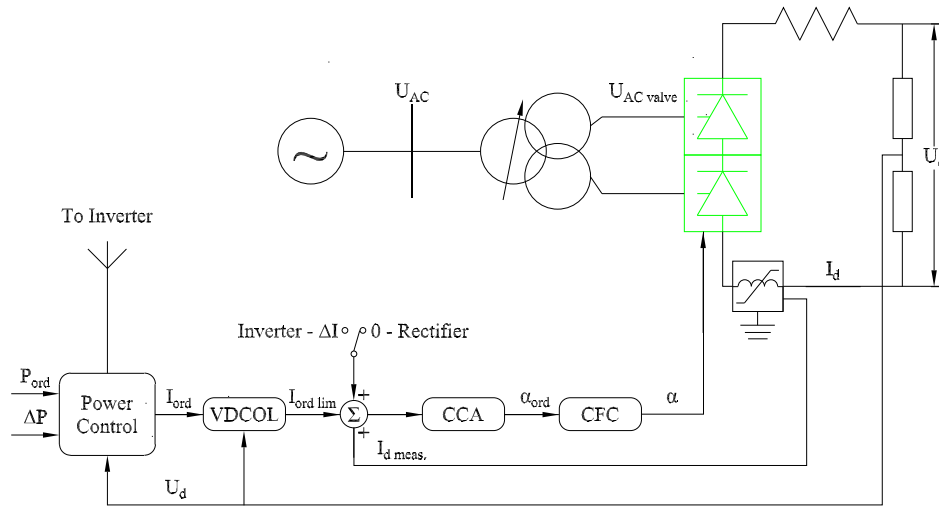 U_AC
U_AC valve
~
U
To Inverter
I_d
Inverter - ΔI 0 - Rectifier
P_ord
ΔP
Power
Control
I_ord
VDCOL
I_ord lim
+
Σ
+
CCA
α_ord
CFC
α
I_d meas.
U_d